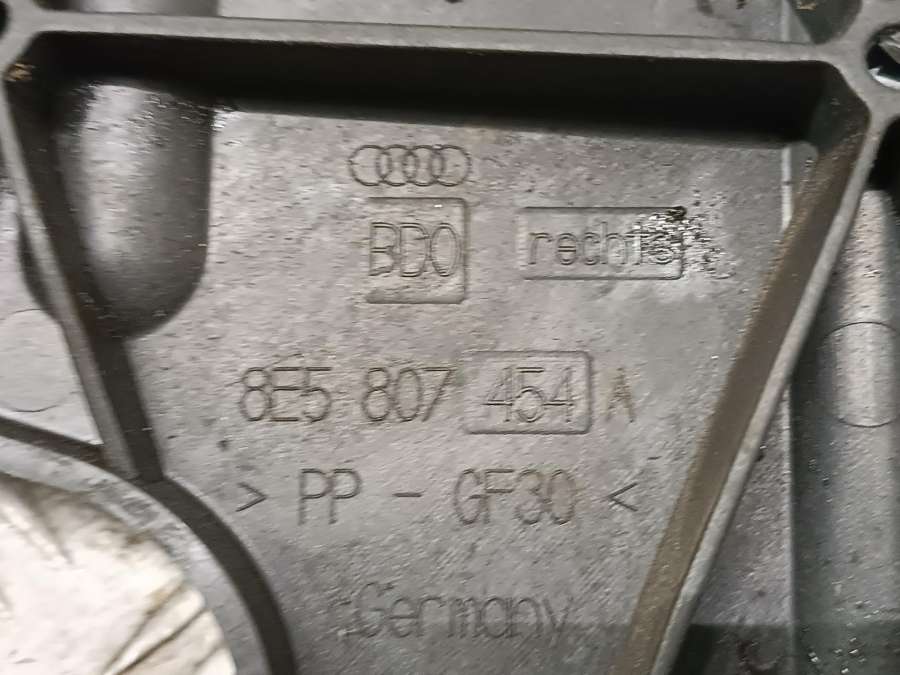 BDO rechts
8E5 807 454 A
> PP - GF30 <
Germany